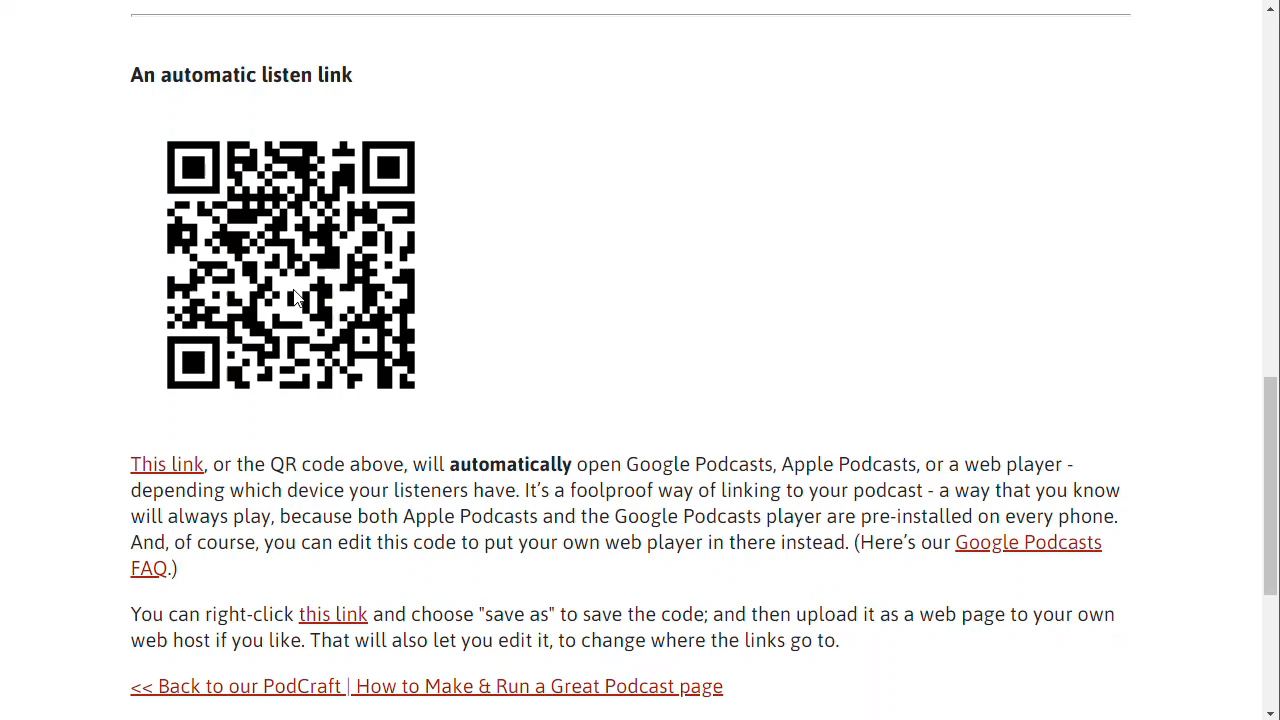 An automatic listen link
This link, or the QR code above, will automatically open Google Podcasts, Apple Podcasts, or a web player -
depending which device your listeners have. It’s a foolproof way of linking to your podcast - a way that you know
will always play, because both Apple Podcasts and the Google Podcasts player are pre-installed on every phone.
And, of course, you can edit this code to put your own web player in there instead. (Here’s our Google Podcasts
FAQ.)
You can right-click this link and choose "save as" to save the code; and then upload it as a web page to your own
web host if you like. That will also let you edit it, to change where the links go to.
<< Back to our PodCraft | How to Make & Run a Great Podcast page